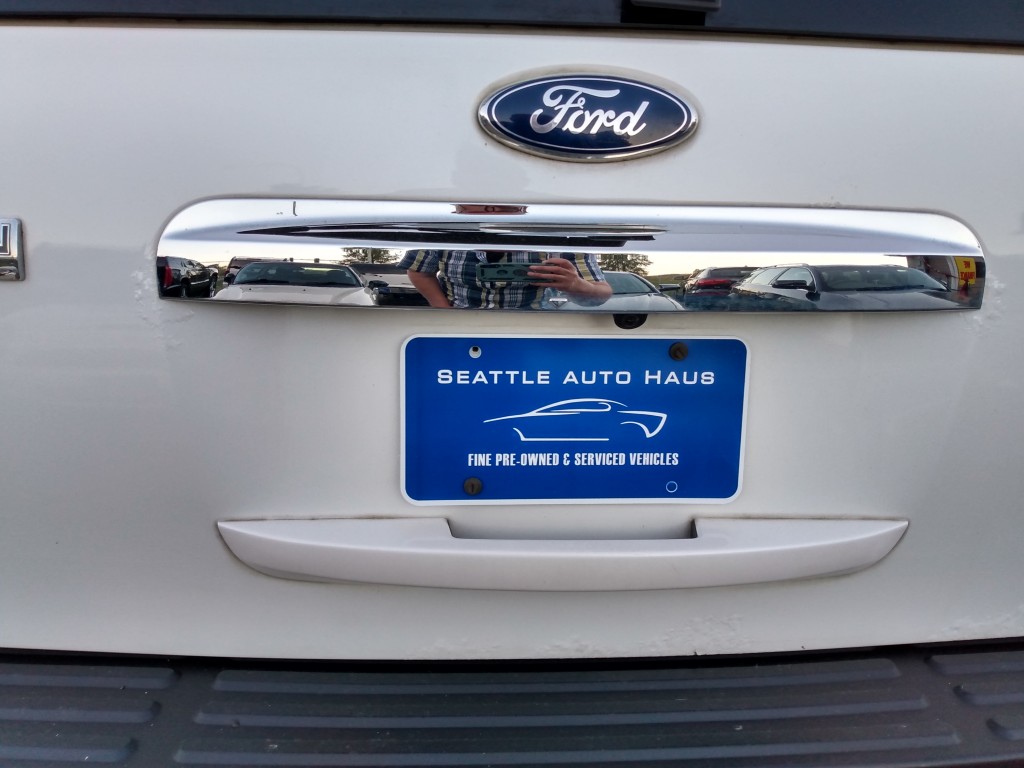 Ford
SEATTLE AUTO HAUS
FINE PRE-OWNED & SERVICED VEHICLES